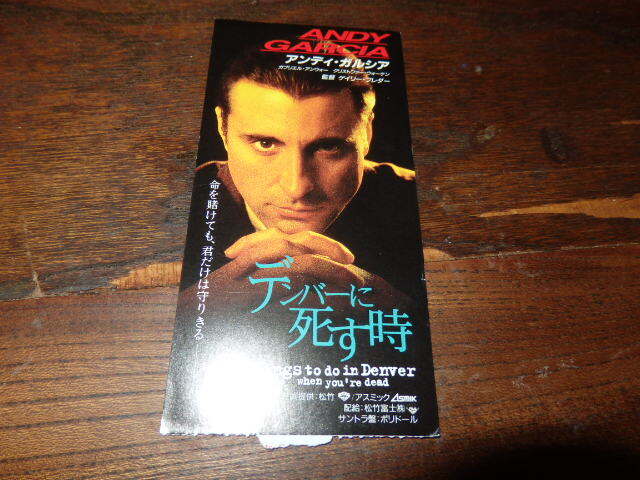 ANDY
GARCIA
アンディ・ガルシア
ガブリエル・アンウォー クリストファー・ウォーケン
監督 ゲイリー・フレダー
命を賭けても、君だけは守りきる
デンバーに
死す時
ngs to do in Denver
when you're dead
提供:松竹 /アスミック ASMIK
配給:松竹富士㈱
サントラ盤:ポリドール